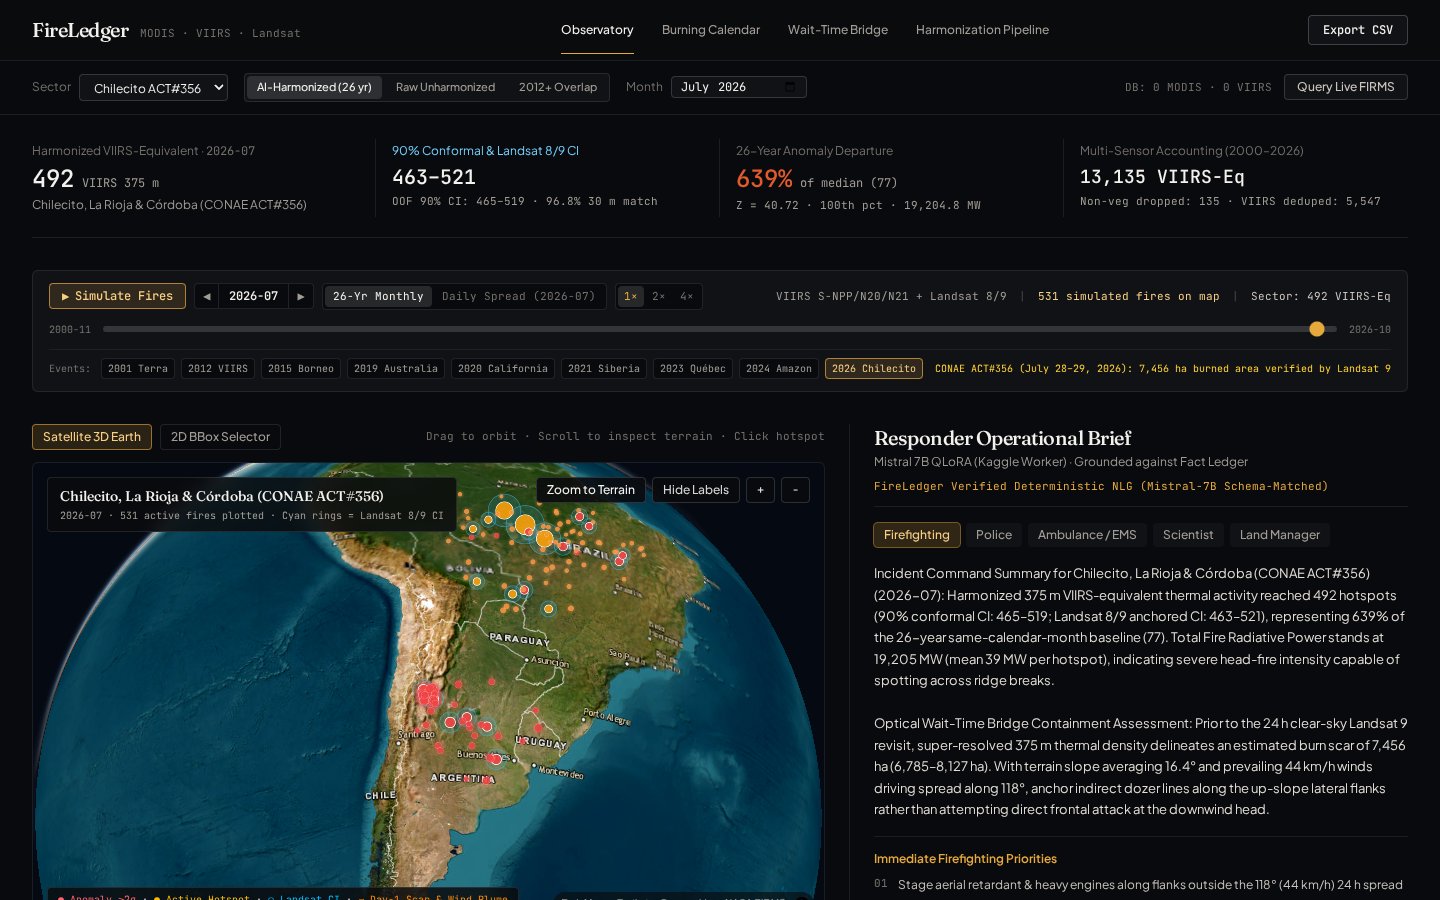 FireLedger MODIS · VIIRS · Landsat
Observatory
Burning Calendar
Wait-Time Bridge
Harmonization Pipeline
Export CSV
Sector
Chilecito ACT#356
AI-Harmonized (26 yr)
Raw Unharmonized
2012+ Overlap
Month
July 2026
DB: 0 MODIS · 0 VIIRS
Query Live FIRMS
Harmonized VIIRS-Equivalent · 2026-07
492 VIIRS 375 m
Chilecito, La Rioja & Córdoba (CONAE ACT#356)
90% Conformal & Landsat 8/9 CI
463–521
OOF 90% CI: 465–519 · 96.8% 30 m match
26-Year Anomaly Departure
639% of median (77)
Z = 40.72 · 100th pct · 19,204.8 MW
Multi-Sensor Accounting (2000–2026)
13,135 VIIRS-Eq
Non-veg dropped: 135 · VIIRS deduped: 5,547
▶ Simulate Fires
◀ 2026-07 ▶
26-Yr Monthly
Daily Spread (2026-07)
1×
2×
4×
VIIRS S-NPP/N20/N21 + Landsat 8/9 | 531 simulated fires on map | Sector: 492 VIIRS-Eq
2000-11
2026-10
Events:
2001 Terra
2012 VIIRS
2015 Borneo
2019 Australia
2020 California
2021 Siberia
2023 Québec
2024 Amazon
2026 Chilecito
CONAE ACT#356 (July 28–29, 2026): 7,456 ha burned area verified by Landsat 9
Satellite 3D Earth
2D BBox Selector
Drag to orbit · Scroll to inspect terrain · Click hotspot
Chilecito, La Rioja & Córdoba (CONAE ACT#356)
2026-07 · 531 active fires plotted · Cyan rings = Landsat 8/9 CI
Zoom to Terrain
Hide Labels
+
-
BRAZIL
BOLIVIA
PARAGUAY
Asunción
São Paulo
Porto Alegre
Santiago
URUGUAY
Buenos Aires
Montevideo
ARGENTINA
CHILE
Responder Operational Brief
Mistral 7B QLoRA (Kaggle Worker) · Grounded against Fact Ledger
FireLedger Verified Deterministic NLG (Mistral-7B Schema-Matched)
Firefighting
Police
Ambulance / EMS
Scientist
Land Manager
Incident Command Summary for Chilecito, La Rioja & Córdoba (CONAE ACT#356)
(2026-07): Harmonized 375 m VIIRS-equivalent thermal activity reached 492 hotspots
(90% conformal CI: 465–519; Landsat 8/9 anchored CI: 463–521), representing 639% of
the 26-year same-calendar-month baseline (77). Total Fire Radiative Power stands at
19,205 MW (mean 39 MW per hotspot), indicating severe head-fire intensity capable of
spotting across ridge breaks.
Optical Wait-Time Bridge Containment Assessment: Prior to the 24 h clear-sky Landsat 9
revisit, super-resolved 375 m thermal density delineates an estimated burn scar of 7,456
ha (6,785–8,127 ha). With terrain slope averaging 16.4° and prevailing 44 km/h winds
driving spread along 118°, anchor indirect dozer lines along the up-slope lateral flanks
rather than attempting direct frontal attack at the downwind head.
Immediate Firefighting Priorities
01 Stage aerial retardant & heavy engines along flanks outside the 118° (44 km/h) 24 h spread